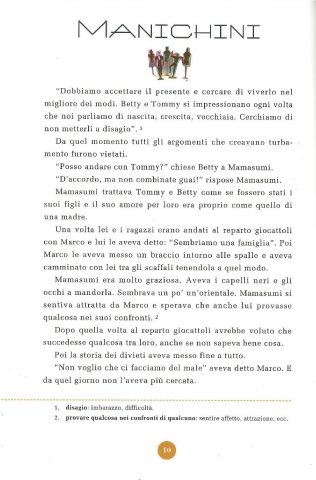 MANICHINI
"Dobbiamo accettare il presente e cercare di viverlo nel
migliore dei modi. Betty e Tommy si impressionano ogni volta
che noi parliamo di nascita, crescita, vecchiaia. Cerchiamo di
non metterli a disagio". 1
Da quel momento tutti gli argomenti che creavano turba-
mento furono vietati.
"Posso andare con Tommy?" chiese Betty a Mamasumi.
"D'accordo, ma non combinate guai!" rispose Mamasumi.
Mamasumi trattava Tommy e Betty come se fossero stati i
suoi figli e il suo amore per loro era proprio come quello di
una madre.
Una volta lei e i ragazzi erano andati al reparto giocattoli
con Marco e lui le aveva detto: "Sembriamo una famiglia". Poi
Marco le aveva messo un braccio intorno alle spalle e aveva
camminato con lei tra gli scaffali tenendola a quel modo.
Mamasumi era molto graziosa. Aveva i capelli neri e gli
occhi a mandorla. Sembrava un po' un'orientale. Mamasumi si
sentiva attratta da Marco e sperava che anche lui provasse
qualcosa nei suoi confronti. 2
Dopo quella volta al reparto giocattoli avrebbe voluto che
succedesse qualcosa tra loro, anche se non sapeva bene cosa.
Poi la storia dei divieti aveva messo fine a tutto.
"Non voglio che ci facciamo del male" aveva detto Marco. E
da quel giorno non l'aveva più cercata.
1. disagio: imbarazzo, difficoltà.
2. provare qualcosa nei confronti di qualcuno: sentire affetto, attrazione, ecc.
10